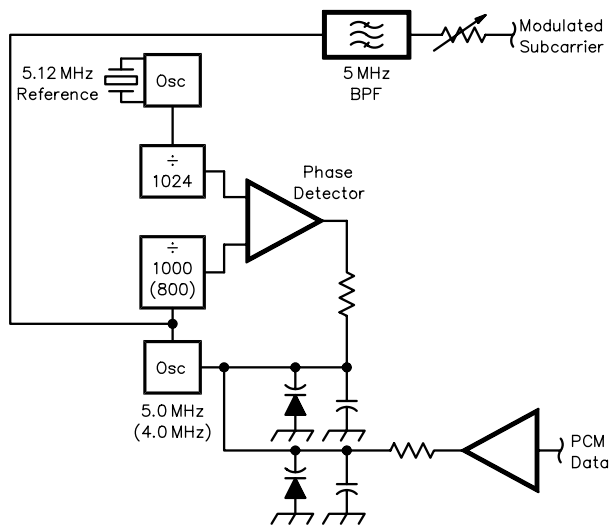 Modulated
Subcarrier
5 MHz
BPF
5.12 MHz
Reference
Osc
÷
1024
Phase
Detector
÷
1000
(800)
Osc
5.0 MHz
(4.0 MHz)
PCM
Data